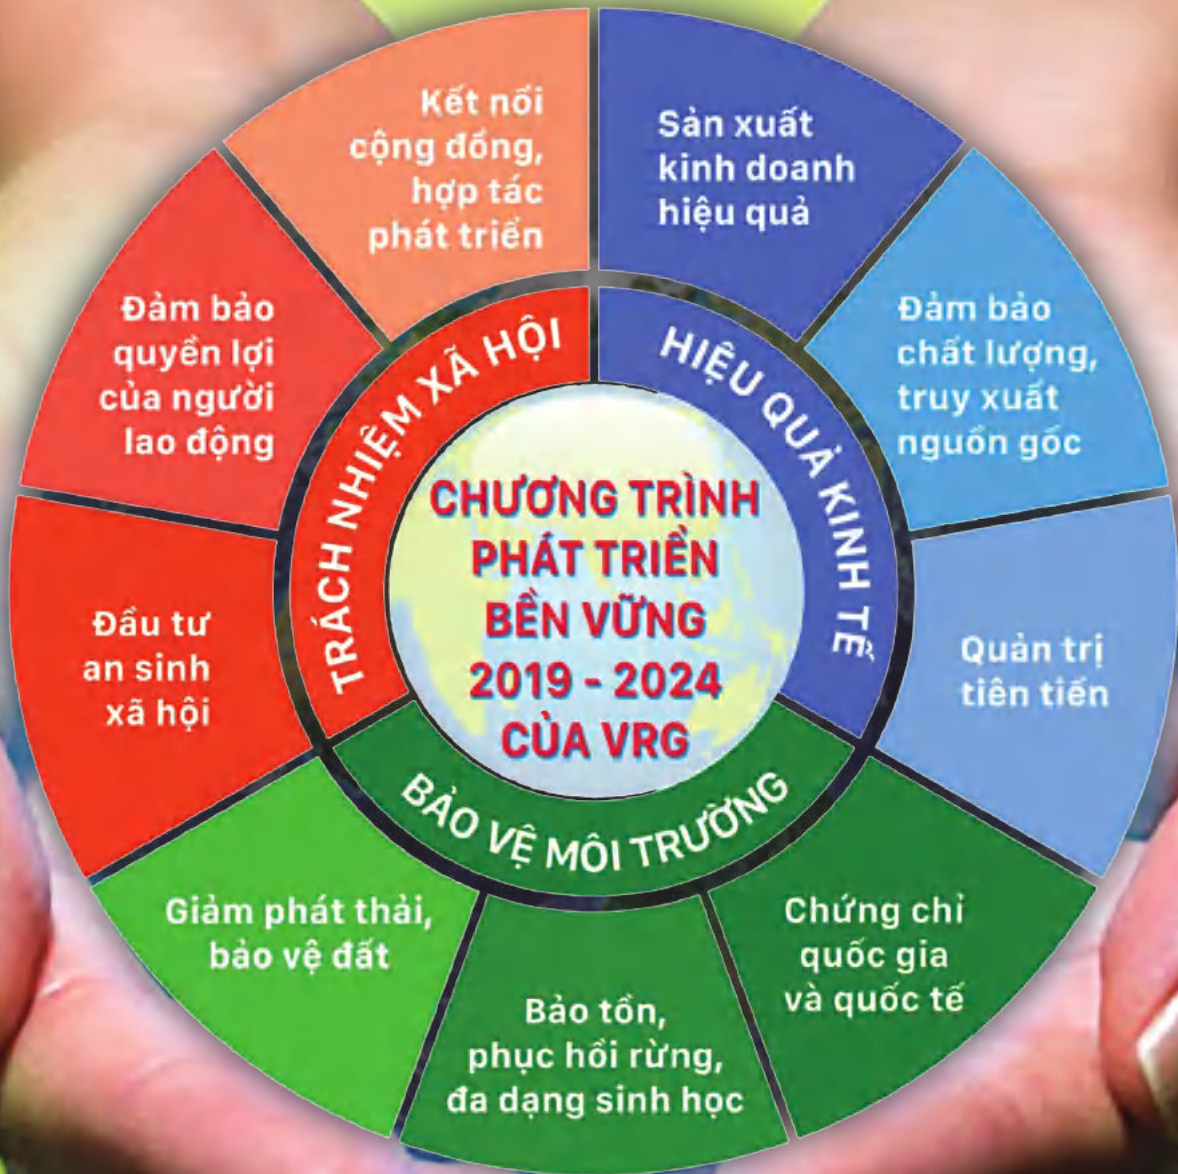 CHƯƠNG TRÌNH
PHÁT TRIỂN
BỀN VỮNG
2019 - 2024
CỦA VRG
HIỆU QUẢ KINH TẾ
Sản xuất
kinh doanh
hiệu quả
Đảm bảo
chất lượng,
truy xuất
nguồn gốc
Quản trị
tiên tiến
BẢO VỆ MÔI TRƯỜNG
Chứng chỉ
quốc gia
và quốc tế
Bảo tồn,
phục hồi rừng,
đa dạng sinh học
Giảm phát thải,
bảo vệ đất
TRÁCH NHIỆM XÃ HỘI
Đầu tư
an sinh
xã hội
Đảm bảo
quyền lợi
của người
lao động
Kết nối
cộng đồng,
hợp tác
phát triển